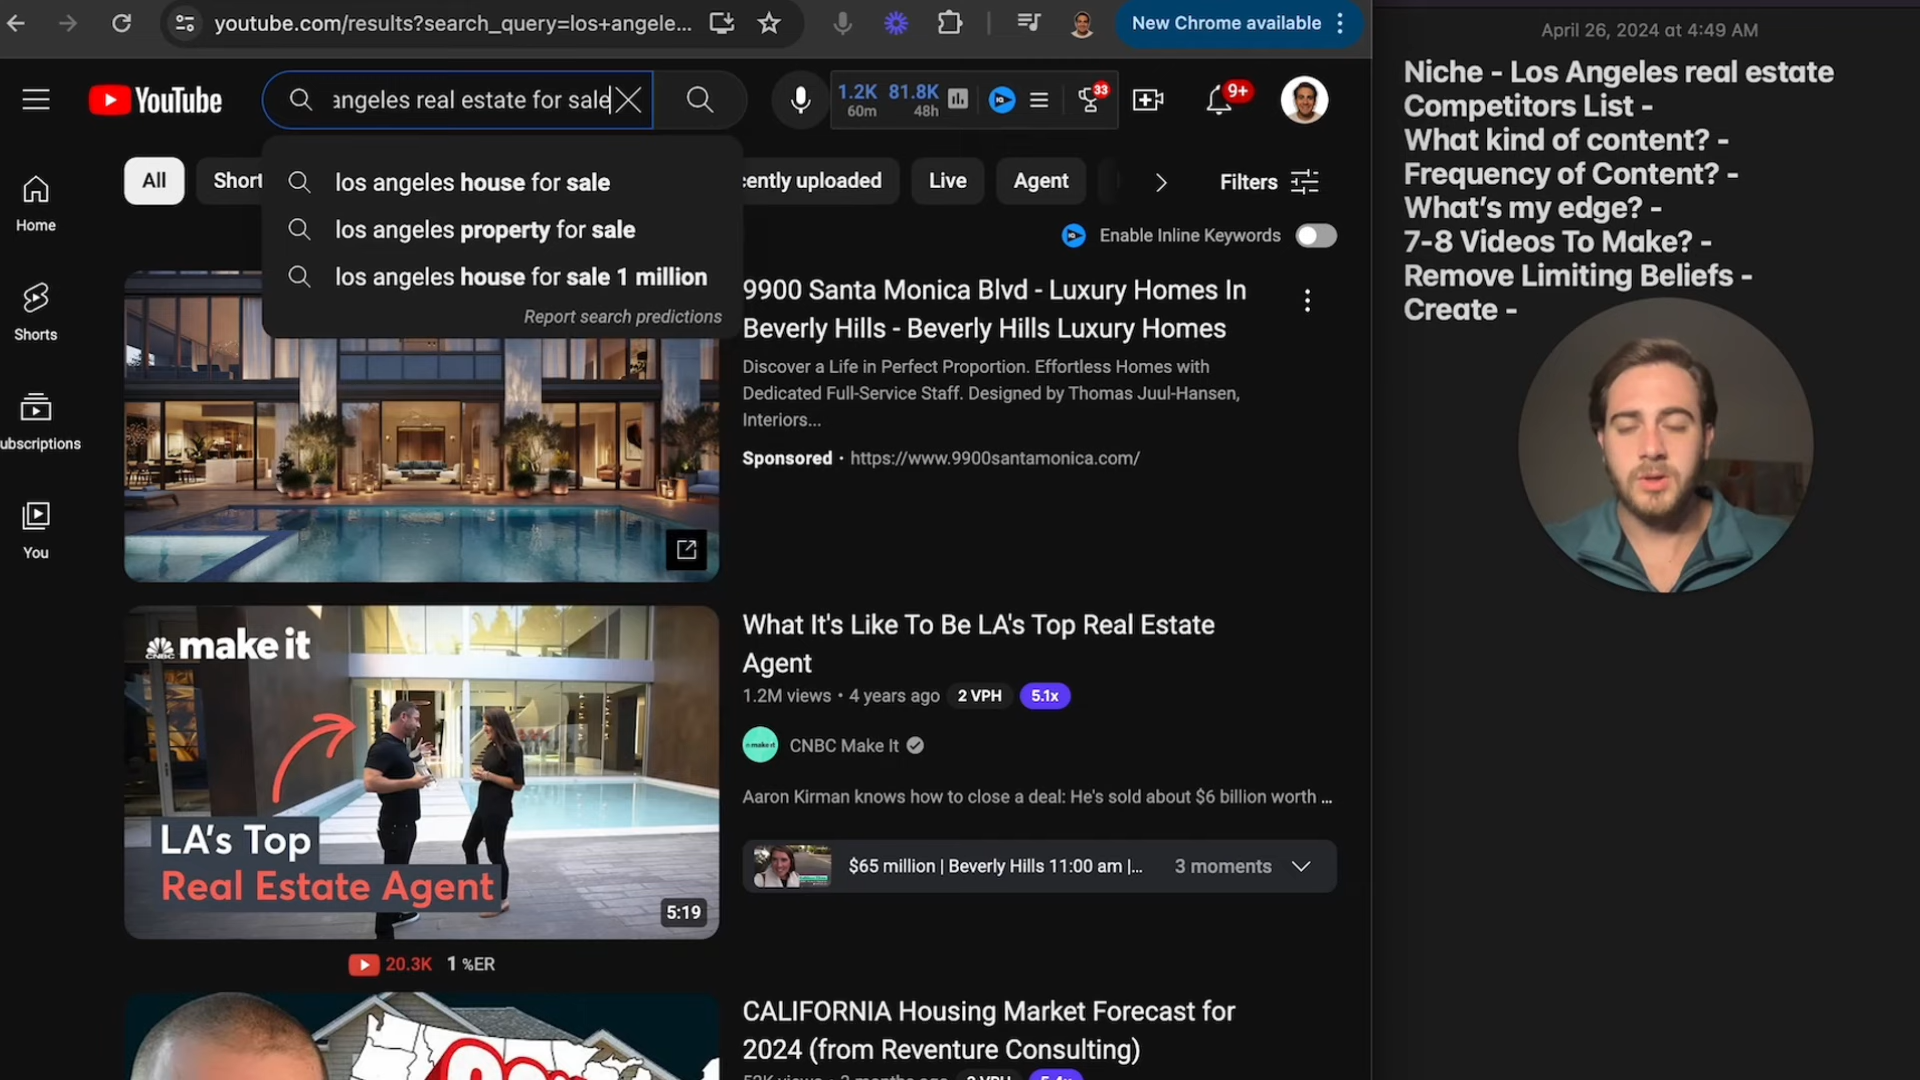 youtube.com/results?search_query=los+angele...
New Chrome available
YouTube
angeles real estate for sale
1.2K
60m
81.8K
48h
33
9+
All
Short
cently uploaded
Live
Agent
Filters
los angeles house for sale
los angeles property for sale
los angeles house for sale 1 million
Report search predictions
Enable Inline Keywords
Home
Shorts
ubscriptions
You
9900 Santa Monica Blvd - Luxury Homes In
Beverly Hills - Beverly Hills Luxury Homes
Discover a Life in Perfect Proportion. Effortless Homes with
Dedicated Full-Service Staff. Designed by Thomas Juul-Hansen,
Interiors...
Sponsored · https://www.9900santamonica.com/
CNBC make it
LA's Top
Real Estate Agent
5:19
20.3K 1 %ER
What It's Like To Be LA's Top Real Estate
Agent
1.2M views • 4 years ago 2 VPH 5.1x
make it
CNBC Make It
Aaron Kirman knows how to close a deal: He's sold about $6 billion worth ...
$65 million | Beverly Hills 11:00 am |... 3 moments
CALIFORNIA Housing Market Forecast for
2024 (from Reventure Consulting)
April 26, 2024 at 4:49 AM
Niche - Los Angeles real estate
Competitors List -
What kind of content? -
Frequency of Content? -
What's my edge? -
7-8 Videos To Make? -
Remove Limiting Beliefs -
Create -